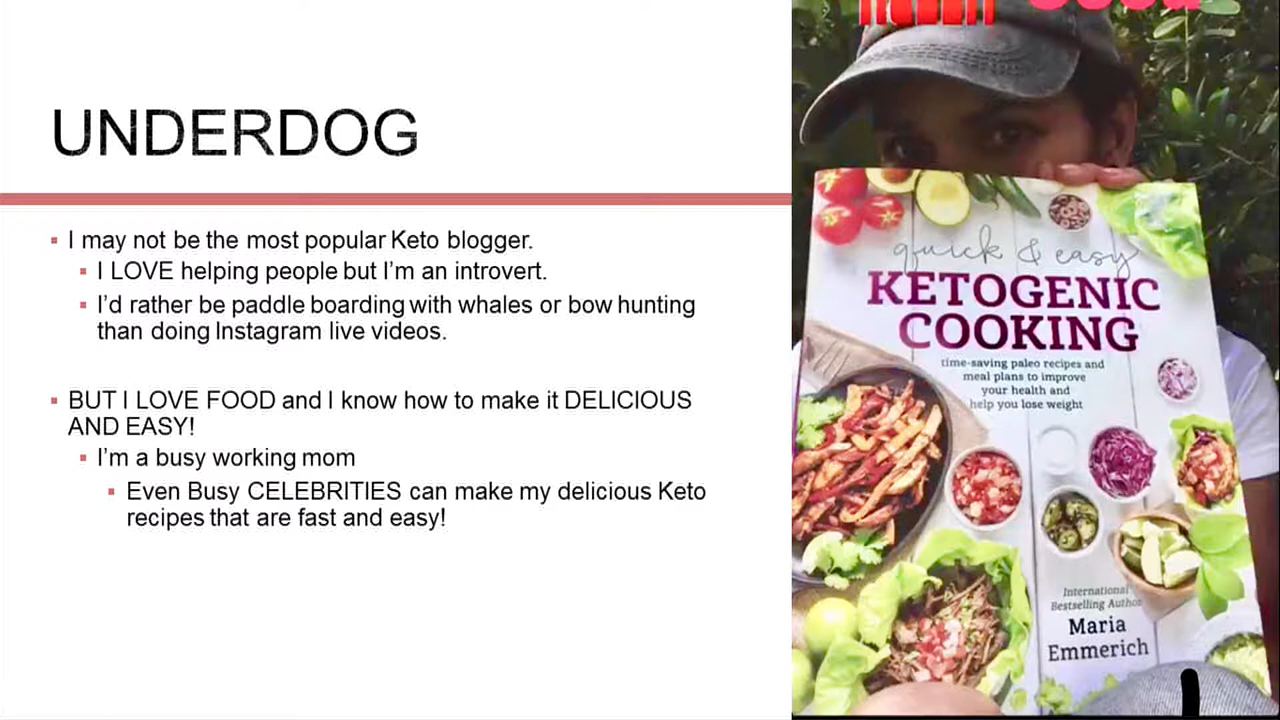 UNDERDOG
I may not be the most popular Keto blogger.
I LOVE helping people but I'm an introvert.
I'd rather be paddle boarding with whales or bow hunting
than doing Instagram live videos.
BUT I LOVE FOOD and I know how to make it DELICIOUS
AND EASY!
I'm a busy working mom
Even Busy CELEBRITIES can make my delicious Keto
recipes that are fast and easy!
quick & easy
KETOGENIC
COOKING
time-saving paleo recipes and
meal plans to improve
your health and
help you lose weight
International
Bestselling Author
Maria
Emmerich